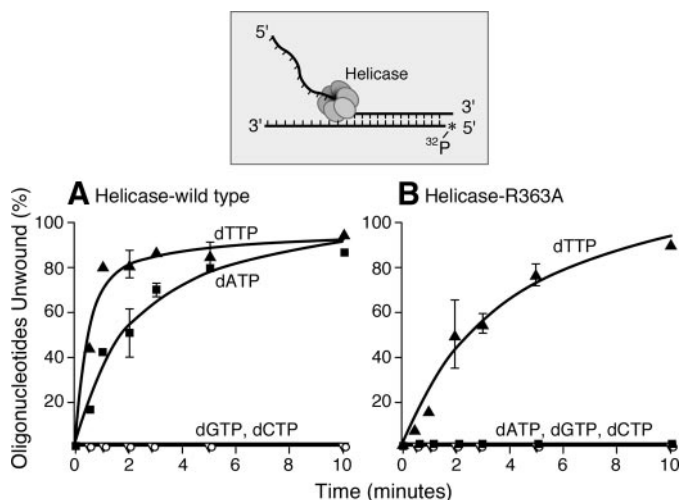 5'
Helicase
3'
3'
* 5'
32P
A Helicase-wild type
B Helicase-R363A
Oligonucleotides Unwound (%)
100
80
60
40
20
dTTP
dATP
dGTP, dCTP
0 2 4 6 8 10
100
80
60
40
20
dTTP
dATP, dGTP, dCTP
0 2 4 6 8 10
Time (minutes)